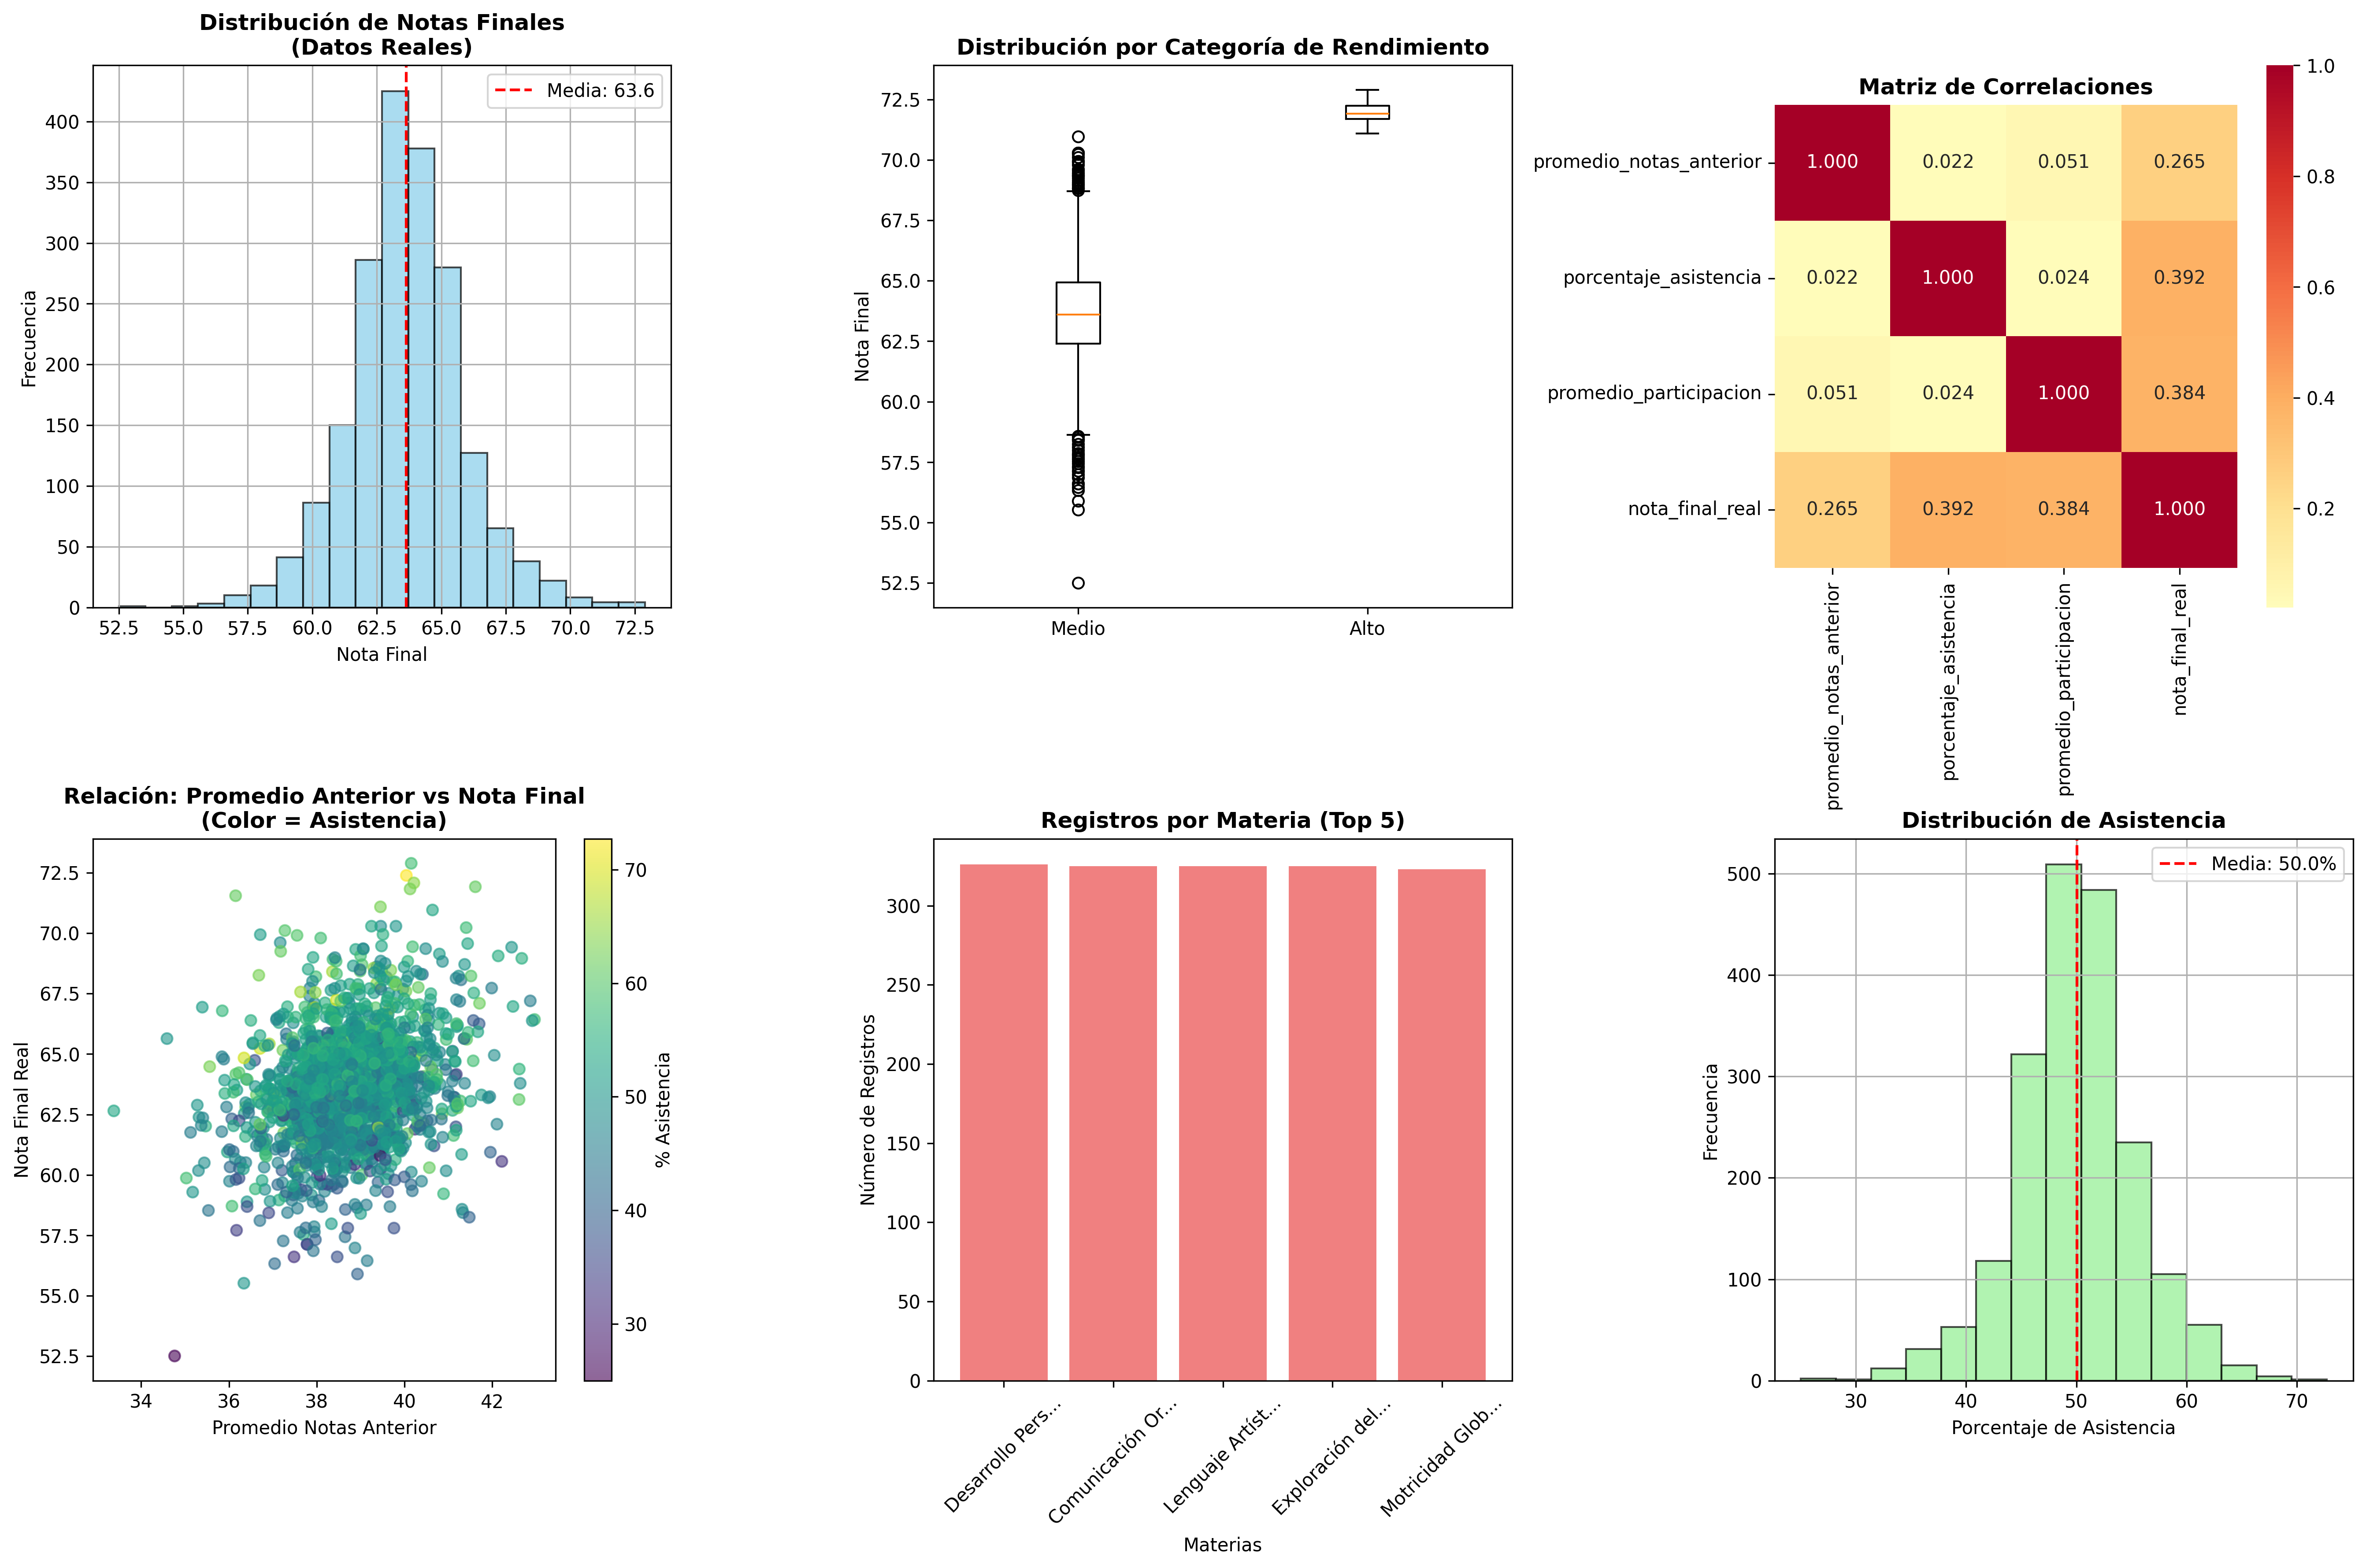 Distribución de Notas Finales
(Datos Reales)
Media: 63.6
400
350
300
250
200
150
100
50
0
Frecuencia
52.5 55.0 57.5 60.0 62.5 65.0 67.5 70.0 72.5
Nota Final
Distribución por Categoría de Rendimiento
72.5
70.0
67.5
65.0
62.5
60.0
57.5
55.0
52.5
Nota Final
Medio Alto
Matriz de Correlaciones
promedio_notas_anterior 1.000 0.022 0.051 0.265
porcentaje_asistencia 0.022 1.000 0.024 0.392
promedio_participacion 0.051 0.024 1.000 0.384
nota_final_real 0.265 0.392 0.384 1.000
promedio_notas_anterior
porcentaje_asistencia
promedio_participacion
nota_final_real
1.0
0.8
0.6
0.4
0.2
Relación: Promedio Anterior vs Nota Final
(Color = Asistencia)
72.5
70.0
67.5
65.0
62.5
60.0
57.5
55.0
52.5
Nota Final Real
34 36 38 40 42
Promedio Notas Anterior
70
60
50
40
30
% Asistencia
Registros por Materia (Top 5)
300
250
200
150
100
50
0
Número de Registros
Desarrollo Pers...
Comunicación Or...
Lenguaje Artíst...
Exploración del...
Motricidad Glob...
Materias
Distribución de Asistencia
Media: 50.0%
500
400
300
200
100
0
Frecuencia
30 40 50 60 70
Porcentaje de Asistencia